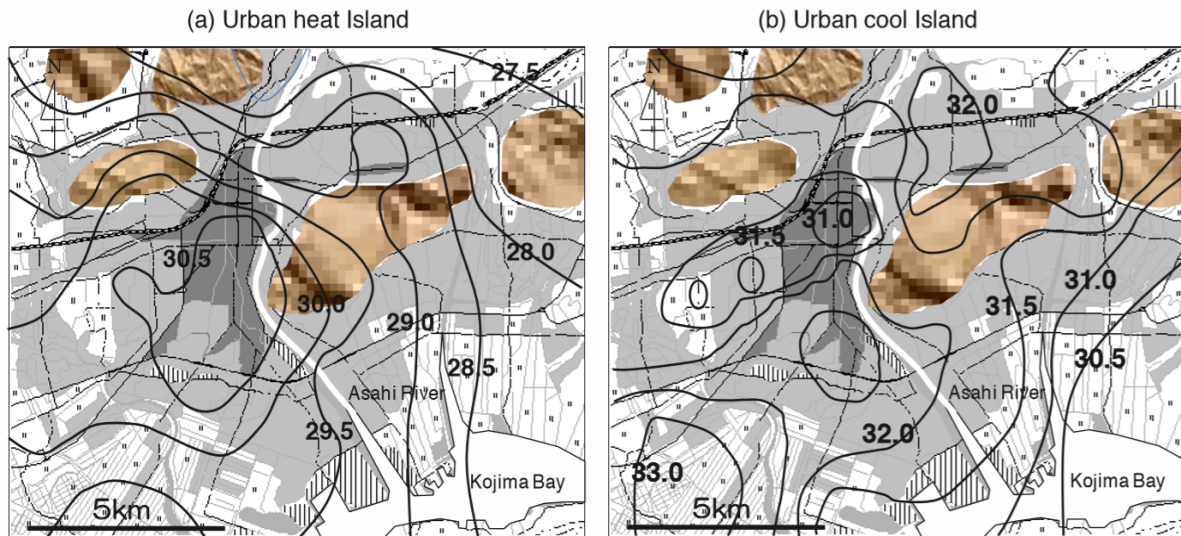 (a) Urban heat Island
(b) Urban cool Island
N
27.5
30.5
28.0
30.0
29.0
28.5
Asahi River
29.5
Kojima Bay
5km
N
32.0
31.0
31.5
31.0
31.5
30.5
Asahi River
32.0
33.0
Kojima Bay
5km